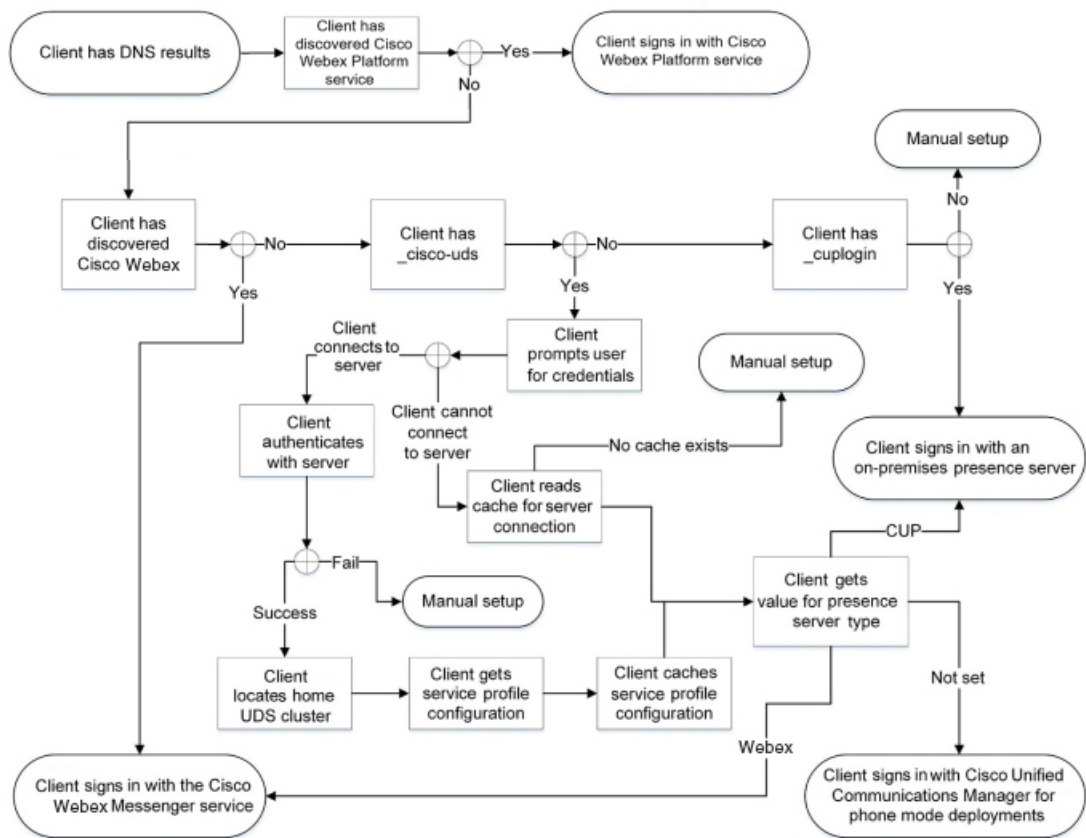 Client has DNS results
Client has
discovered Cisco
Webex Platform
service
Yes
No
Client signs in with Cisco
Webex Platform service
Manual setup
No
Client has
discovered
Cisco Webex
No
Yes
Client has
_cisco-uds
No
Yes
Client has
_cuplogin
Yes
Client
prompts user
for credentials
Client
connects to
server
Client cannot
connect
to server
Manual setup
No cache exists
Client
authenticates
with server
Client reads
cache for server
connection
Client signs in with an
on-premises presence server
CUP
Fail
Success
Manual setup
Client gets
value for presence
server type
Client
locates home
UDS cluster
Client gets
service profile
configuration
Client caches
service profile
configuration
Not set
Webex
Client signs in with the Cisco
Webex Messenger service
Client signs in with Cisco Unified
Communications Manager for
phone mode deployments